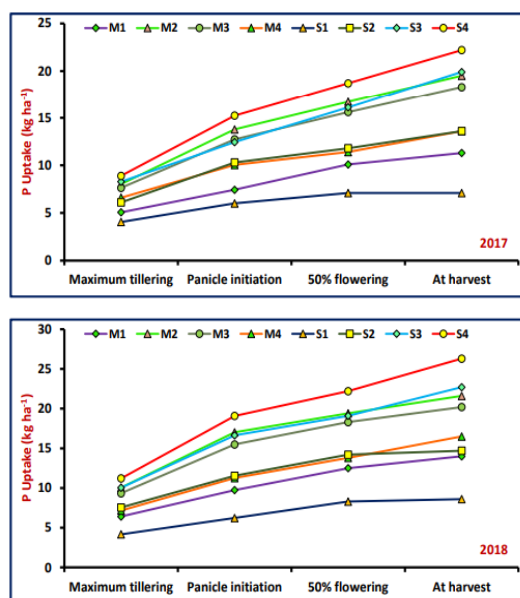 25
M1 M2 M3 M4 S1 S2 S3 S4
20
15
10
5
0
P Uptake (kg ha⁻¹)
2017
Maximum tillering Panicle initiation 50% flowering At harvest
30
M1 M2 M3 M4 S1 S2 S3 S4
25
20
15
10
5
0
P Uptake (kg ha⁻¹)
2018
Maximum tillering Panicle initiation 50% flowering At harvest